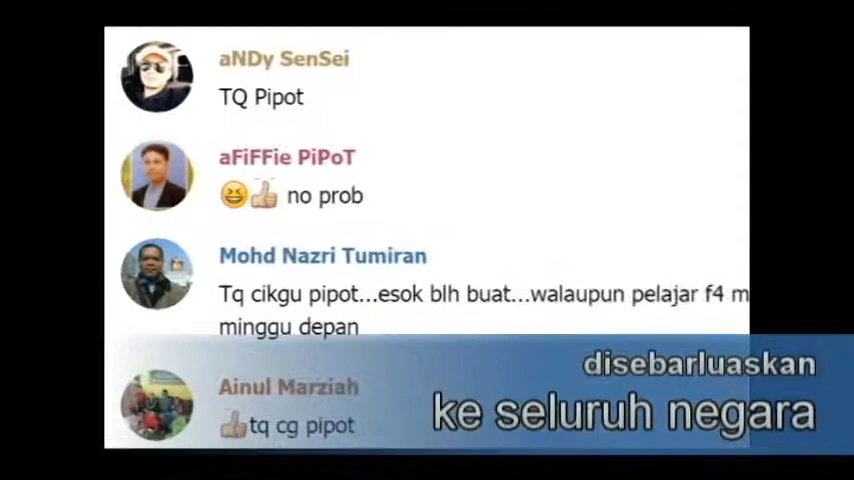 aNDy SenSei
TQ Pipot
aFiFFie PiPoT
😆👍 no prob
Mohd Nazri Tumiran
Tq cikgu pipot...esok blh buat...walaupun pelajar f4 m
minggu depan
Ainul Marziah
👍tq cg pipot
disebarluaskan
ke seluruh negara